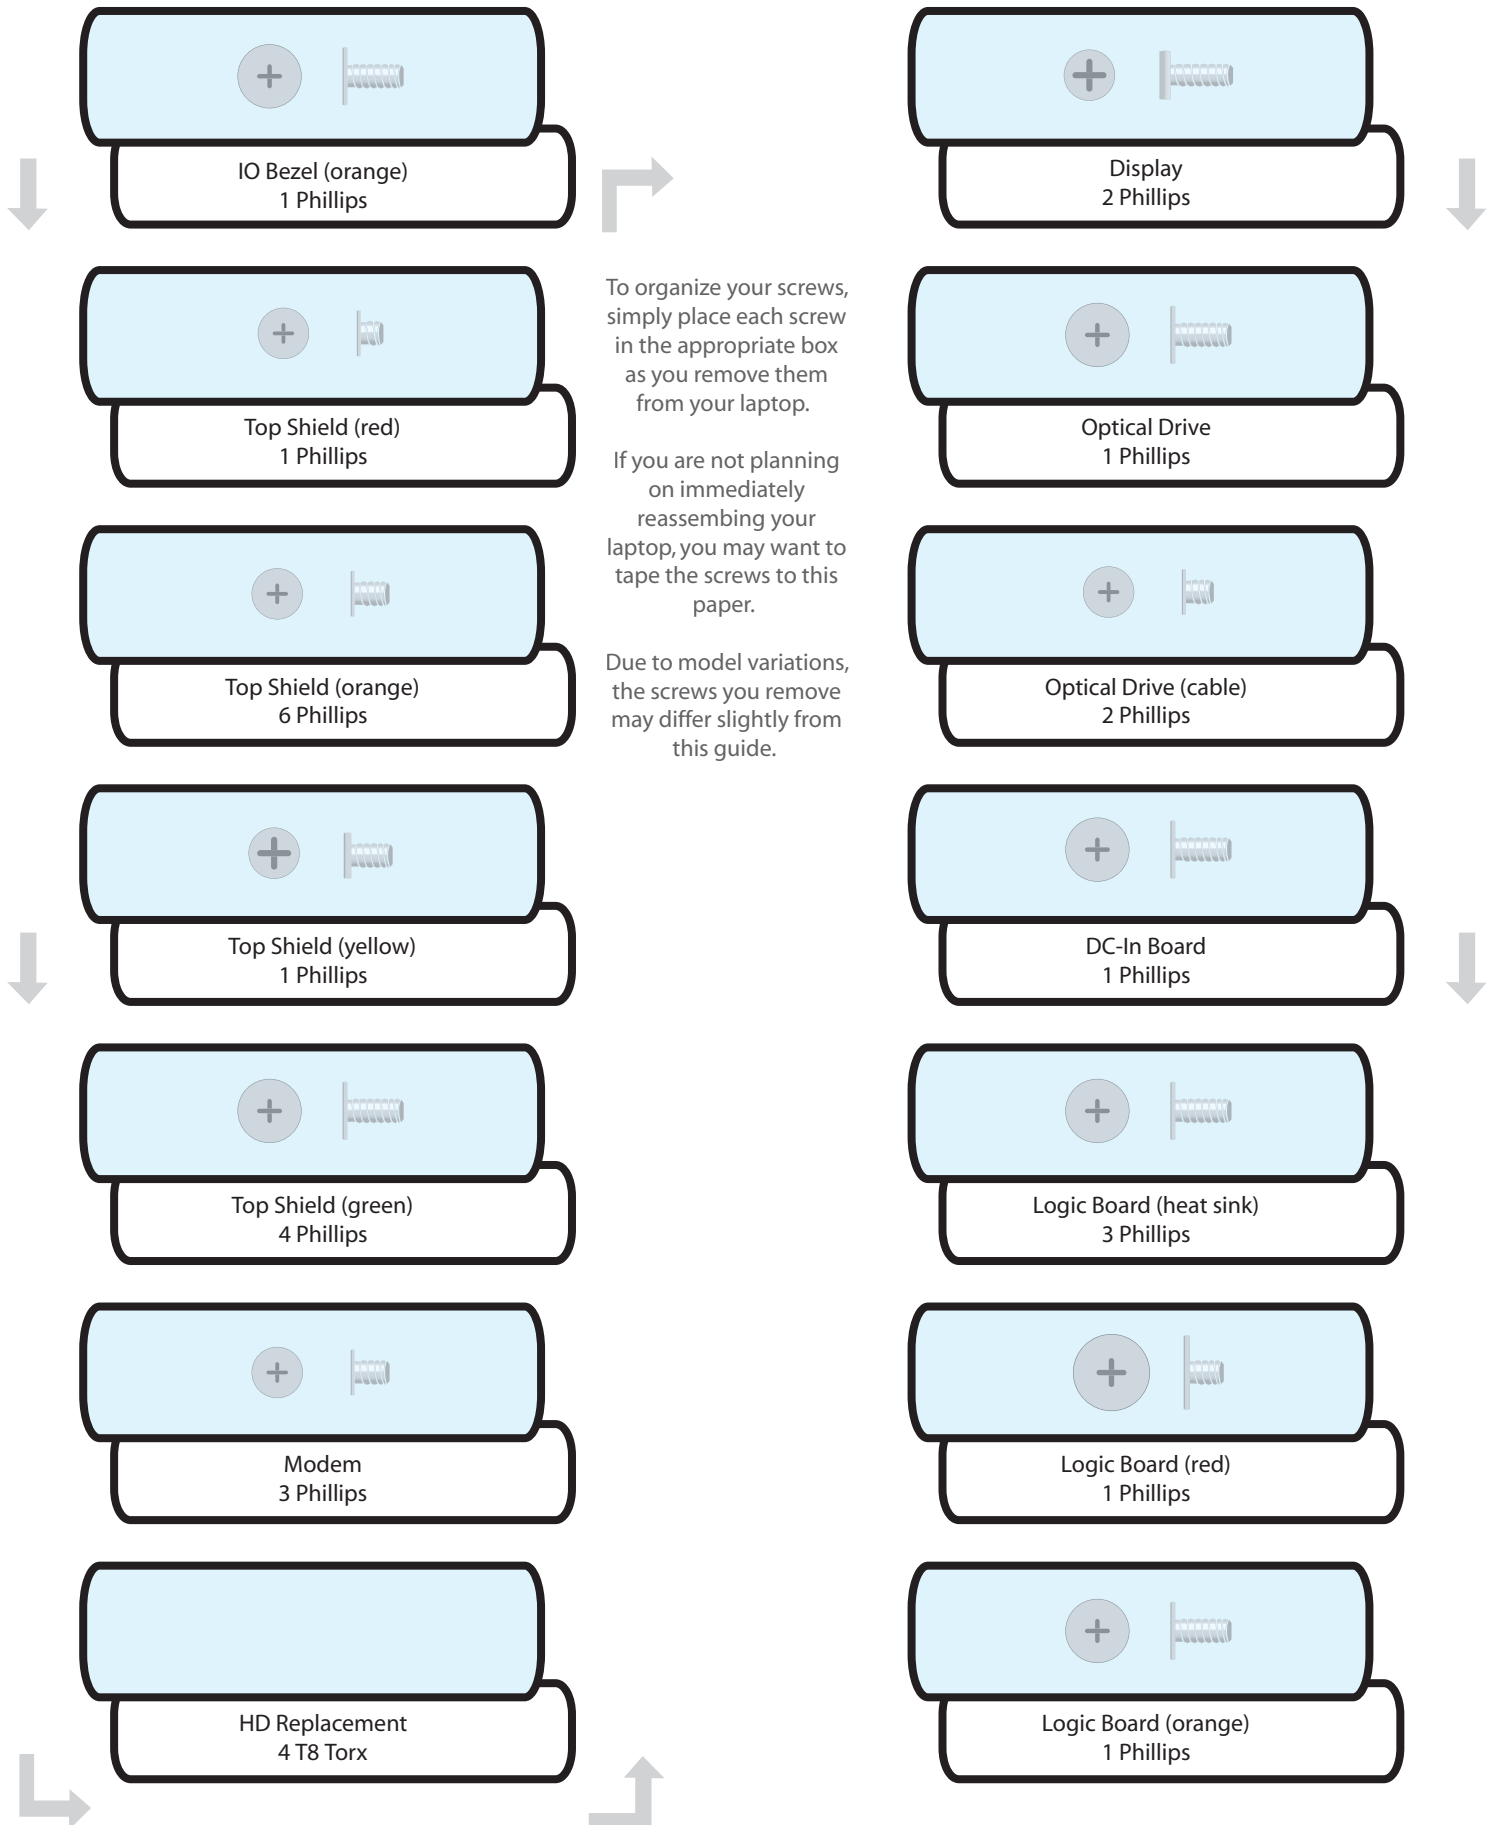 IO Bezel (orange)
1 Phillips
Top Shield (red)
1 Phillips
Top Shield (orange)
6 Phillips
Top Shield (yellow)
1 Phillips
Top Shield (green)
4 Phillips
Modem
3 Phillips
HD Replacement
4 T8 Torx
To organize your screws,
simply place each screw
in the appropriate box
as you remove them
from your laptop.
If you are not planning
on immediately
reassembing your
laptop, you may want to
tape the screws to this
paper.
Due to model variations,
the screws you remove
may differ slightly from
this guide.
Display
2 Phillips
Optical Drive
1 Phillips
Optical Drive (cable)
2 Phillips
DC-In Board
1 Phillips
Logic Board (heat sink)
3 Phillips
Logic Board (red)
1 Phillips
Logic Board (orange)
1 Phillips